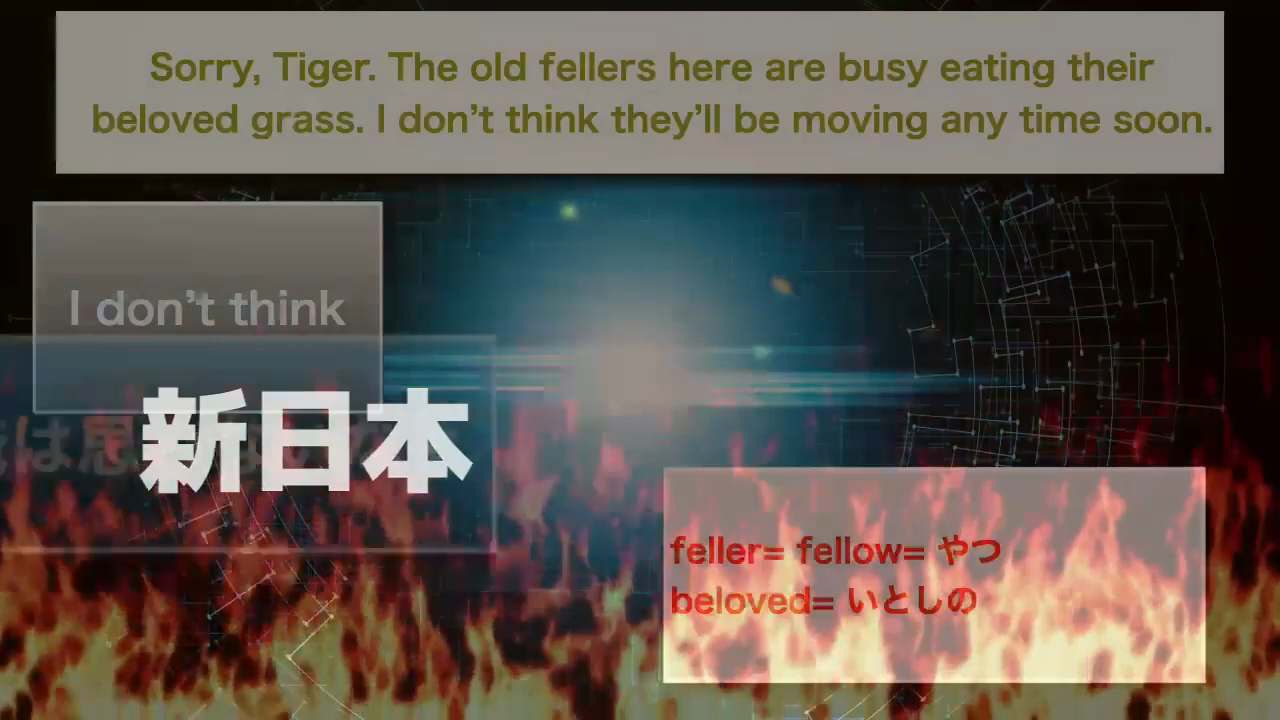 Sorry, Tiger. The old fellers here are busy eating their
beloved grass. I don't think they'll be moving any time soon.
I don't think
新日本
feller= fellow= やつ
beloved= いとしの